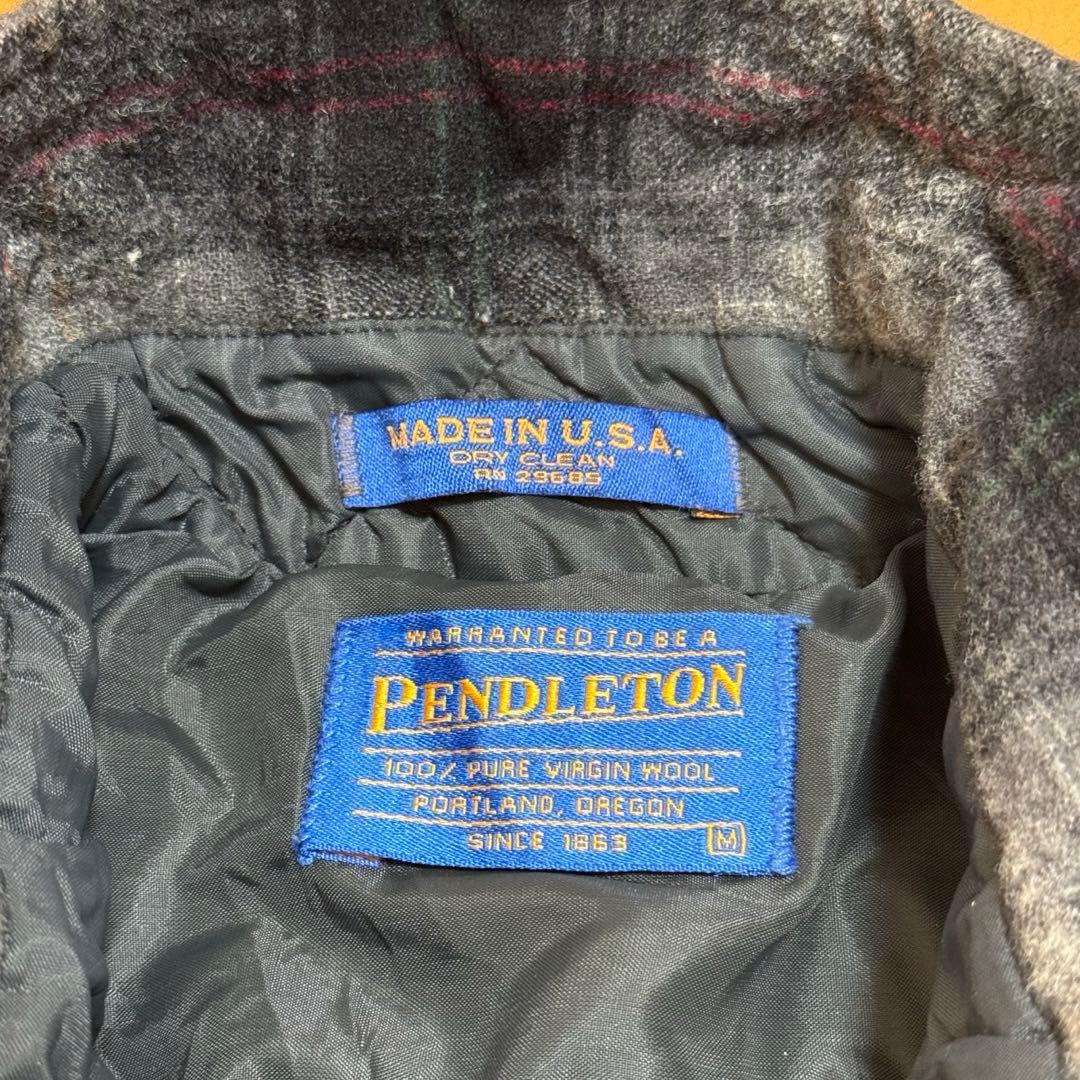 MADE IN U.S.A.
DRY CLEAN
RN 29685
WARRANTED TO BE A
PENDLETON
100% PURE VIRGIN WOOL
PORTLAND, OREGON
SINCE 1863
M